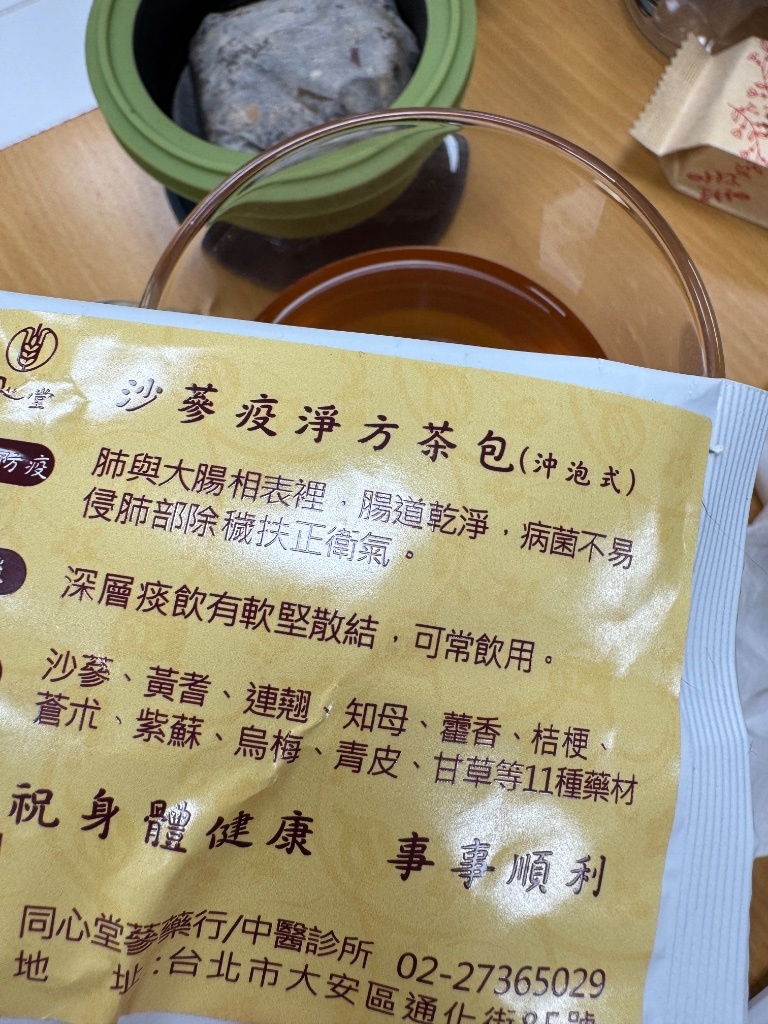 心堂
沙蔘疫淨方茶包(沖泡式)
防疫
肺與大腸相表裡，腸道乾淨，病菌不易
侵肺部除穢扶正衛氣。
深層痰飲有軟堅散結，可常飲用。
沙蔘、黃耆、連翹、知母、藿香、桔梗、
蒼朮、紫蘇、烏梅、青皮、甘草等11種藥材
祝身體健康 事事順利
同心堂蔘藥行/中醫診所 02-27365029
地 址:台北市大安區通化街85號